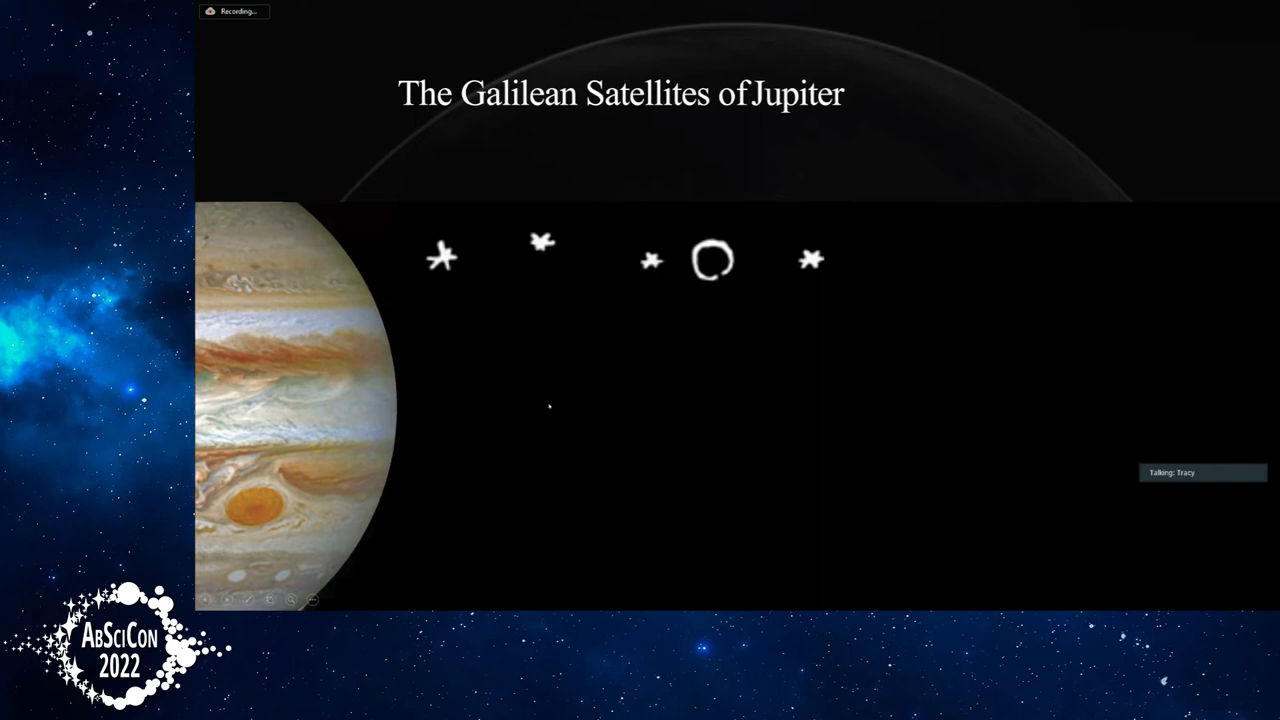 Recording...
The Galilean Satellites of Jupiter
Talking: Tracy
AbSciCon
2022